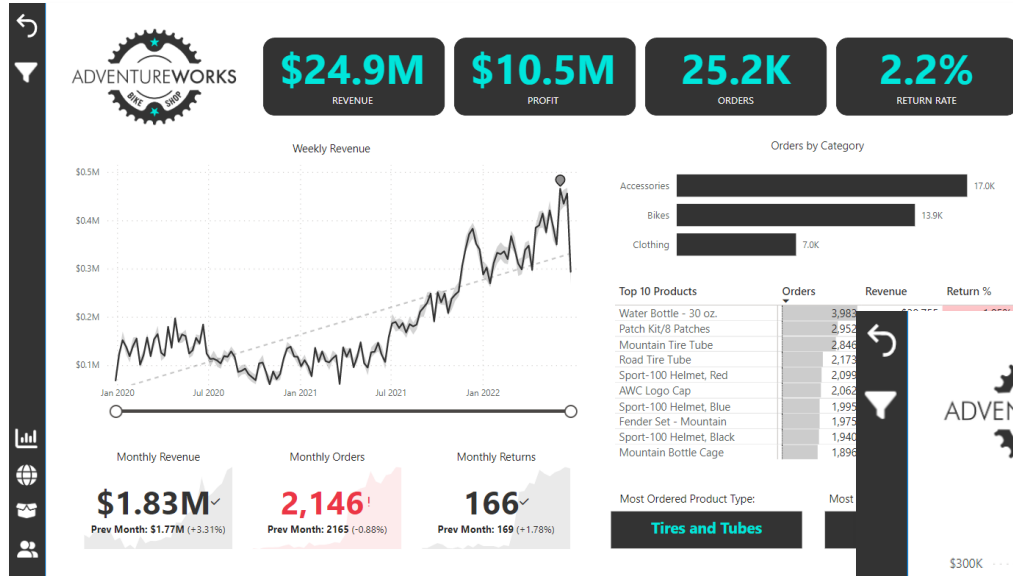 ADVENTUREWORKS
BIKE SHOP
$24.9M
REVENUE
$10.5M
PROFIT
25.2K
ORDERS
2.2%
RETURN RATE
Weekly Revenue
$0.5M
$0.4M
$0.3M
$0.2M
$0.1M
Jan 2020 Jul 2020 Jan 2021 Jul 2021 Jan 2022
Orders by Category
Accessories 17.0K
Bikes 13.9K
Clothing 7.0K
Top 10 Products Orders Revenue Return %
Water Bottle - 30 oz. 3,983
Patch Kit/8 Patches 2,952
Mountain Tire Tube 2,846
Road Tire Tube 2,173
Sport-100 Helmet, Red 2,099
AWC Logo Cap 2,062
Sport-100 Helmet, Blue 1,995
Fender Set - Mountain 1,975
Sport-100 Helmet, Black 1,940
Mountain Bottle Cage 1,896
Monthly Revenue
$1.83M
Prev Month: $1.77M (+3.31%)
Monthly Orders
2,146!
Prev Month: 2165 (-0.88%)
Monthly Returns
166
Prev Month: 169 (+1.78%)
Most Ordered Product Type:
Tires and Tubes
Most
ADVEN
$300K